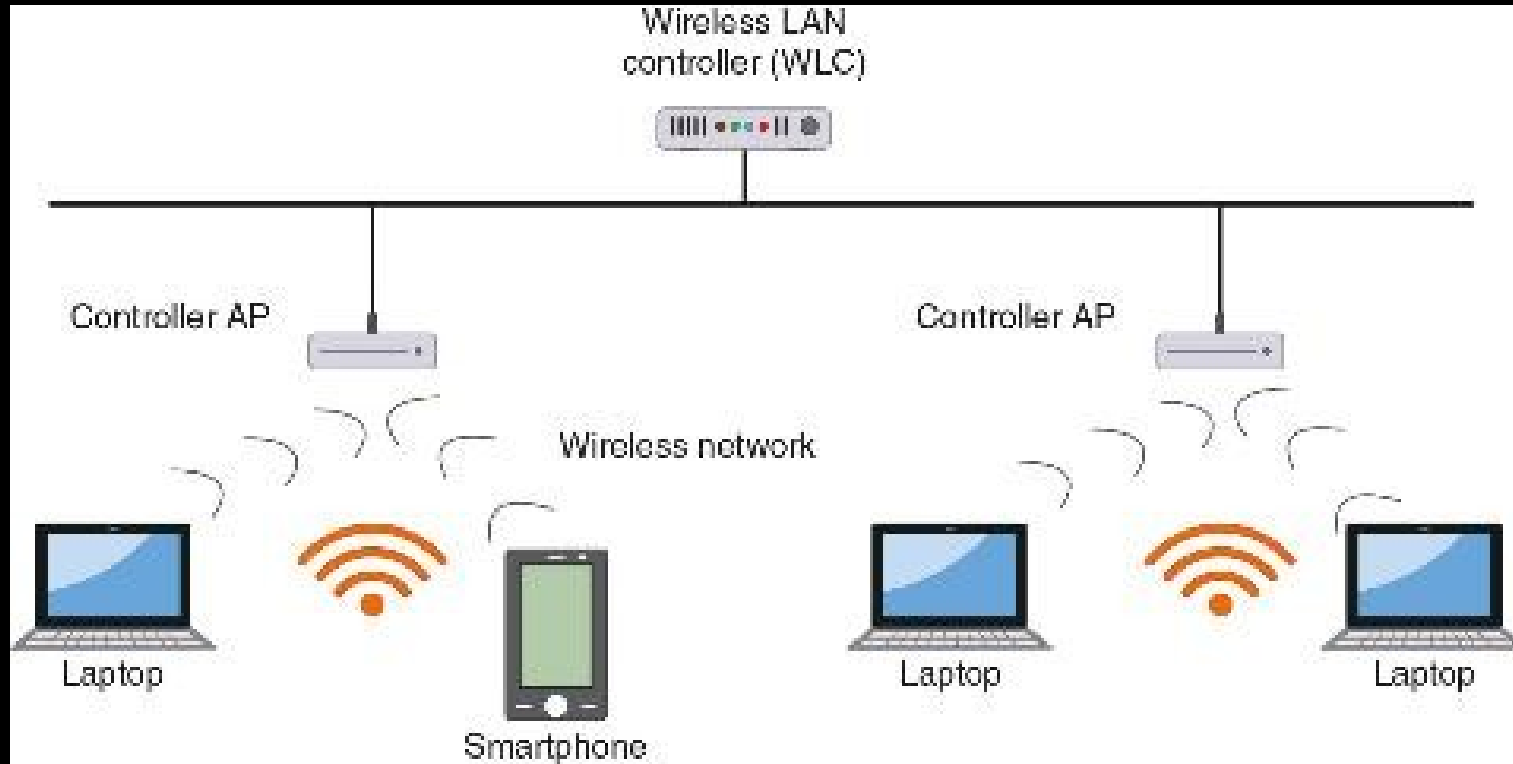 Wireless LAN
controller (WLC)
Controller AP
Controller AP
Wireless network
Laptop
Smartphone
Laptop
Laptop